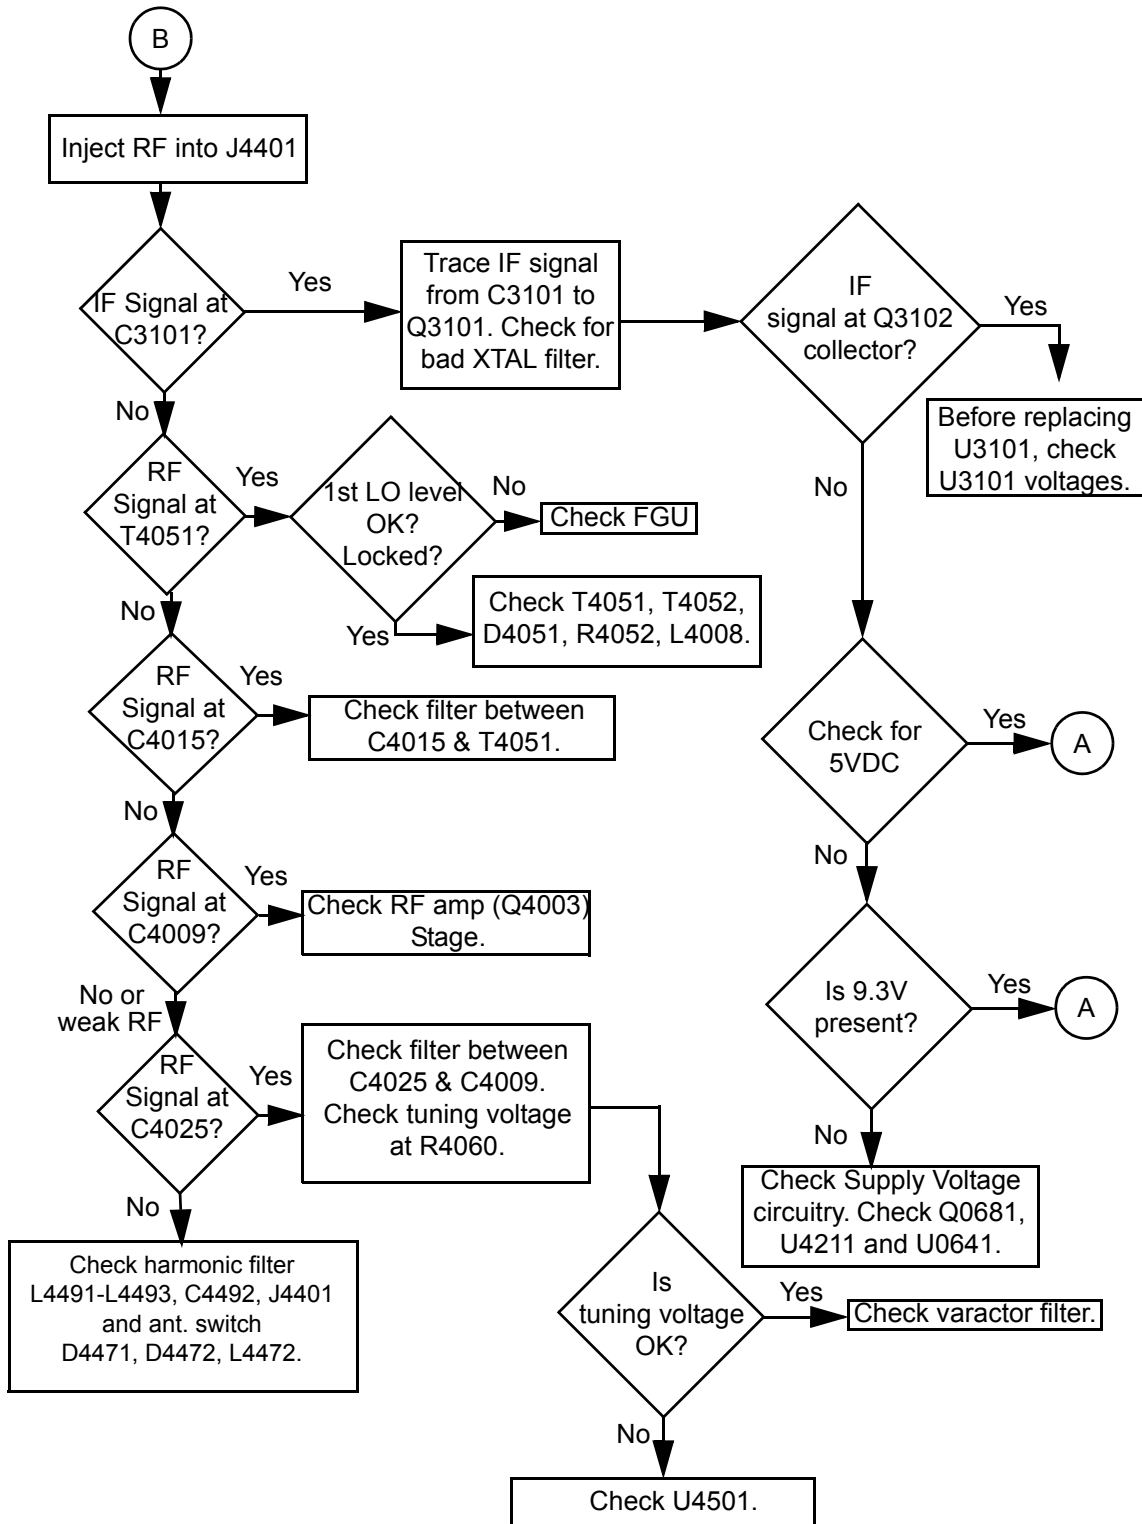 B
Inject RF into J4401
IF Signal at
C3101?
Yes
Trace IF signal
from C3101 to
Q3101. Check for
bad XTAL filter.
IF
signal at Q3102
collector?
Yes
Before replacing
U3101, check
U3101 voltages.
No
No
RF
Signal at
T4051?
Yes
1st LO level
OK?
Locked?
No
Check FGU
Yes
Check T4051, T4052,
D4051, R4052, L4008.
No
RF
Signal at
C4015?
Yes
Check filter between
C4015 & T4051.
Check for
5VDC
Yes
A
No
No
RF
Signal at
C4009?
Yes
Check RF amp (Q4003)
Stage.
Is 9.3V
present?
Yes
A
No
Check Supply Voltage
circuitry. Check Q0681,
U4211 and U0641.
No or
weak RF
RF
Signal at
C4025?
Yes
Check filter between
C4025 & C4009.
Check tuning voltage
at R4060.
No
Check harmonic filter
L4491-L4493, C4492, J4401
and ant. switch
D4471, D4472, L4472.
Is
tuning voltage
OK?
Yes
Check varactor filter.
No
Check U4501.